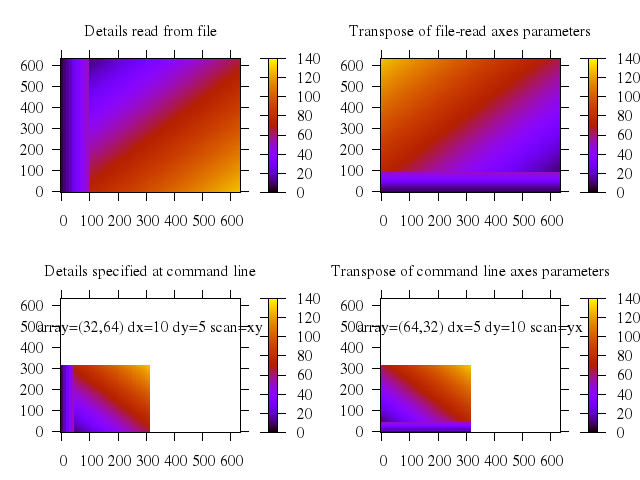 Details read from file
Transpose of file-read axes parameters
600 500 400 300 200 100 0
0 100 200 300 400 500 600
140 120 100 80 60 40 20 0
600 500 400 300 200 100 0
0 100 200 300 400 500 600
140 120 100 80 60 40 20 0
Details specified at command line
Transpose of command line axes parameters
array=(32,64) dx=10 dy=5 scan=xy
array=(64,32) dx=5 dy=10 scan=yx
600 500 400 300 200 100 0
0 100 200 300 400 500 600
140 120 100 80 60 40 20 0
600 500 400 300 200 100 0
0 100 200 300 400 500 600
140 120 100 80 60 40 20 0